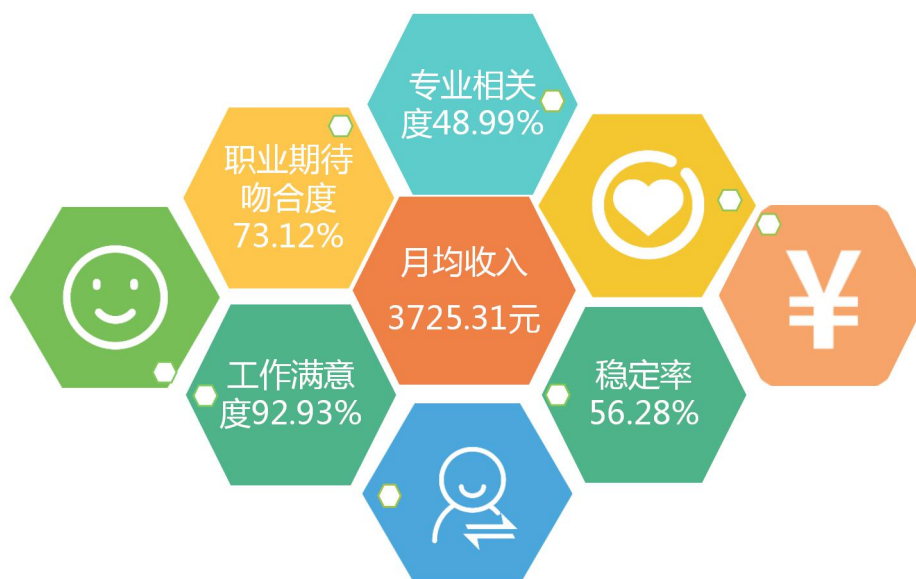 专业相关
度48.99%
职业期待
吻合度
73.12%
月均收入
3725.31元
工作满意
度92.93%
稳定率
56.28%
¥